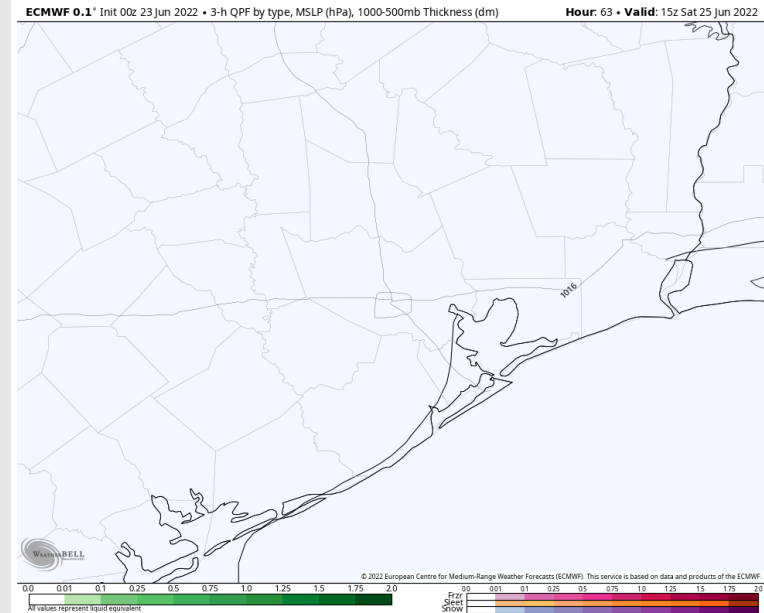 ECMWF 0.1° Init 00z 23 Jun 2022 • 3-h QPF by type, MSLP (hPa), 1000-500mb Thickness (dm)
Hour: 63 • Valid: 15z Sat 25 Jun 2022
1016
WEATHERBELL
© 2022 European Centre for Medium-Range Weather Forecasts (ECMWF). This service is based on data and products of the ECMWF.
0.0 0.01 0.1 0.25 0.5 0.75 1.0 1.25 1.5 1.75 2.0
All values represent liquid equivalent
0.0 0.01 0.1 0.25 0.5 0.75 1.0 1.25 1.5 1.75 2.0
Frzr
Sleet
Snow